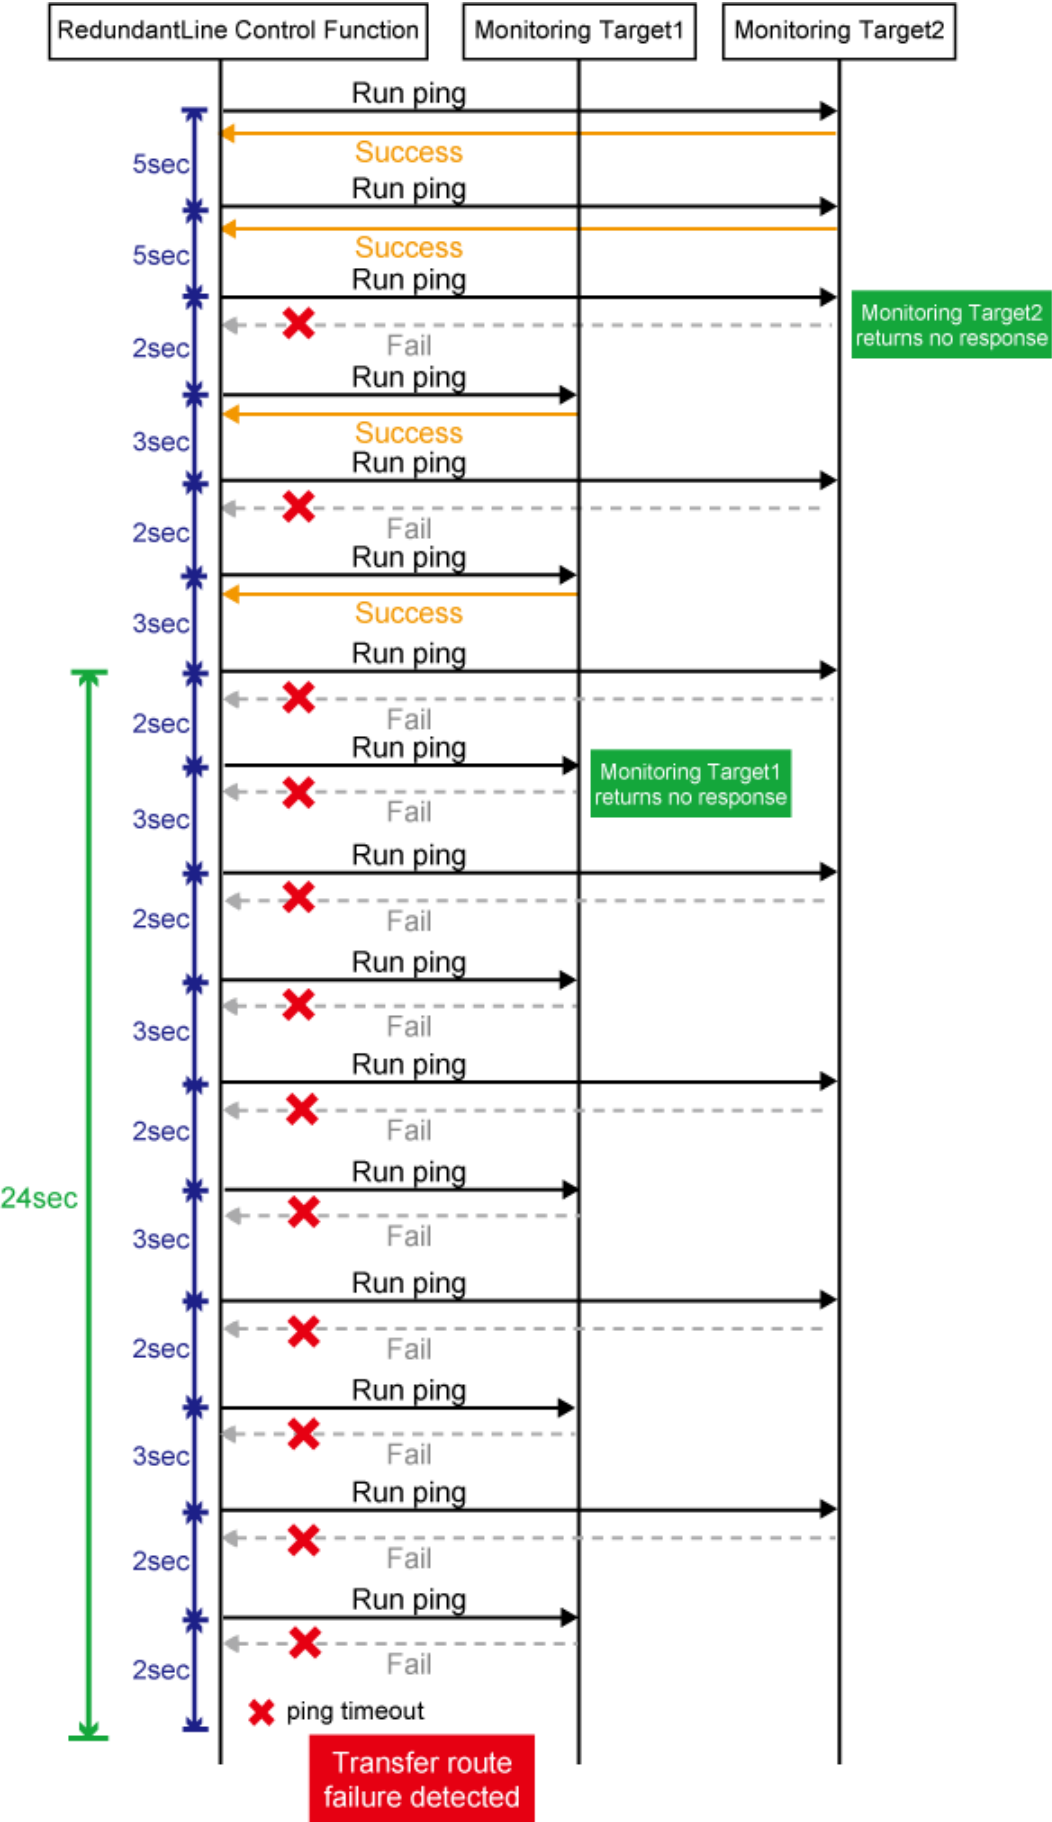 RedundantLine Control Function
Monitoring Target1
Monitoring Target2
Run ping
Success
5sec
Run ping
Success
5sec
Run ping
Monitoring Target2
returns no response
Fail
2sec
Run ping
Success
3sec
Run ping
Fail
2sec
Run ping
Success
3sec
Run ping
Fail
2sec
Run ping
Monitoring Target1
returns no response
Fail
3sec
Run ping
Fail
2sec
Run ping
Fail
3sec
Run ping
Fail
2sec
Run ping
24sec
Fail
3sec
Run ping
Fail
2sec
Run ping
Fail
3sec
Run ping
Fail
2sec
Run ping
Fail
2sec
ping timeout
Transfer route
failure detected